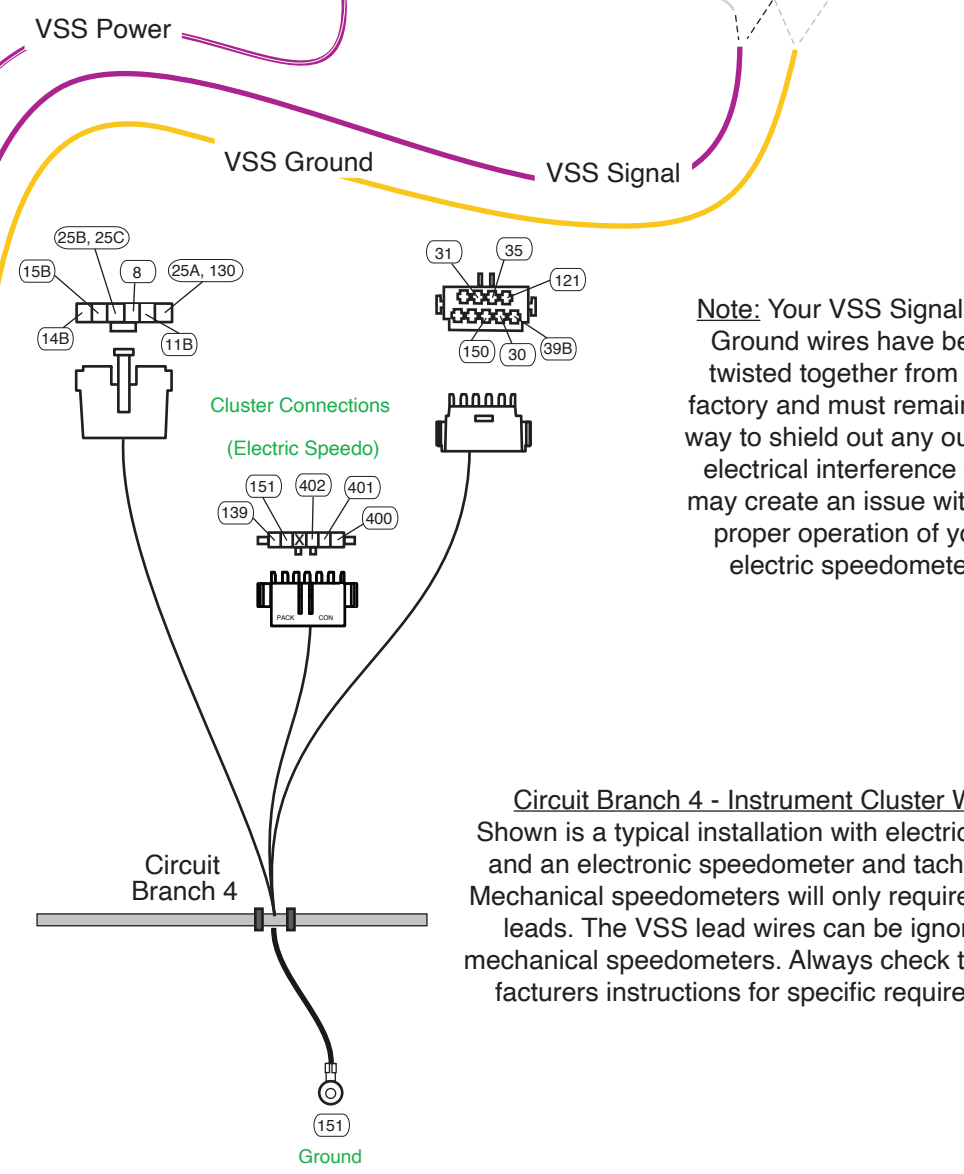 VSS Power
VSS Ground
VSS Signal
25B, 25C
15B
8
25A, 130
14B
11B
31
35
121
150
30
39B
Note: Your VSS Signal
Ground wires have be
twisted together from
factory and must remain
way to shield out any ou
electrical interference
may create an issue wit
proper operation of yo
electric speedomete
Cluster Connections
(Electric Speedo)
151
402
401
139
400
X
PACK
CON
Circuit Branch 4 - Instrument Cluster W
Shown is a typical installation with electric
and an electronic speedometer and tach
Mechanical speedometers will only require
leads. The VSS lead wires can be ignor
mechanical speedometers. Always check t
facturers instructions for specific require
Circuit
Branch 4
151
Ground